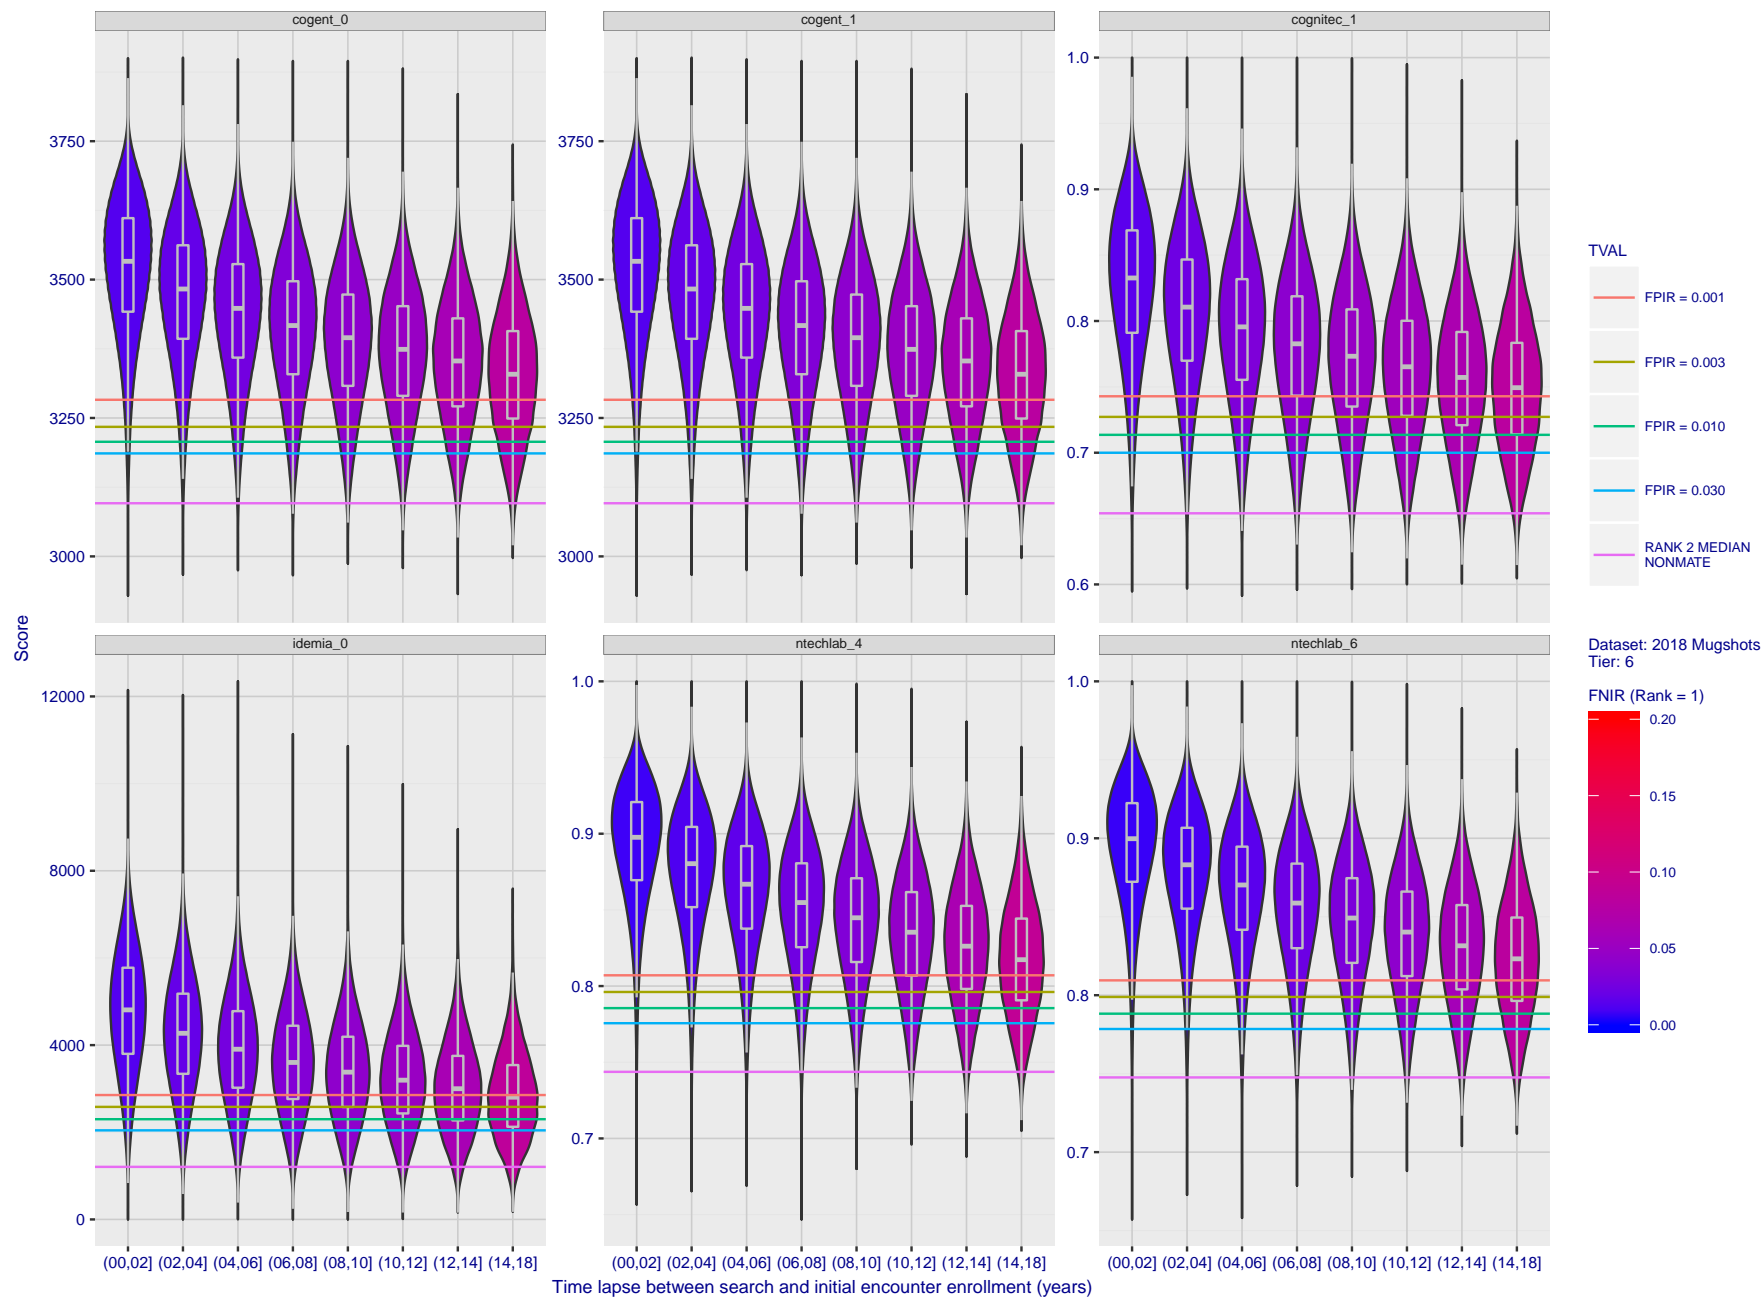 cogent_0 cogent_1 cognitec_1
3750
3500
3250
3000
3750
3500
3250
3000
1.0
0.9
0.8
0.7
0.6
TVAL
FPIR = 0.001
FPIR = 0.003
FPIR = 0.010
FPIR = 0.030
RANK 2 MEDIAN
NONMATE
Score
idemia_0 ntechlab_4 ntechlab_6
12000
8000
4000
0
1.0
0.9
0.8
0.7
1.0
0.9
0.8
0.7
Dataset: 2018 Mugshots
Tier: 6
FNIR (Rank = 1)
0.20
0.15
0.10
0.05
0.00
(00,02] (02,04] (04,06] (06,08] (08,10] (10,12] (12,14] (14,18]
(00,02] (02,04] (04,06] (06,08] (08,10] (10,12] (12,14] (14,18]
(00,02] (02,04] (04,06] (06,08] (08,10] (10,12] (12,14] (14,18]
Time lapse between search and initial encounter enrollment (years)